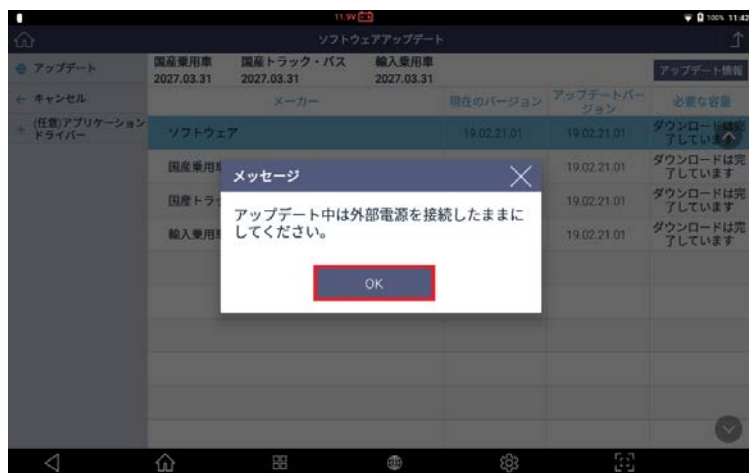 11.9V
100% 11:42
ソフトウェアアップデート
アップデート
キャンセル
(任意)アプリケーション
ドライバー
国産乗用車 国産トラック・バス 輸入乗用車
2027.03.31 2027.03.31 2027.03.31
アップデート情報
メーカー 現在のバージョン アップデートバー
ジョン 必要な容量
ソフトウェア 19.02.21.01 19.02.21.01 ダウンロードは完
了しています
国産乗用車 19.02.21.01 ダウンロードは完
了しています
国産トラッ 19.02.21.01 ダウンロードは完
了しています
輸入乗用車 19.02.21.01 ダウンロードは完
了しています
メッセージ
アップデート中は外部電源を接続したままに
してください。
OK